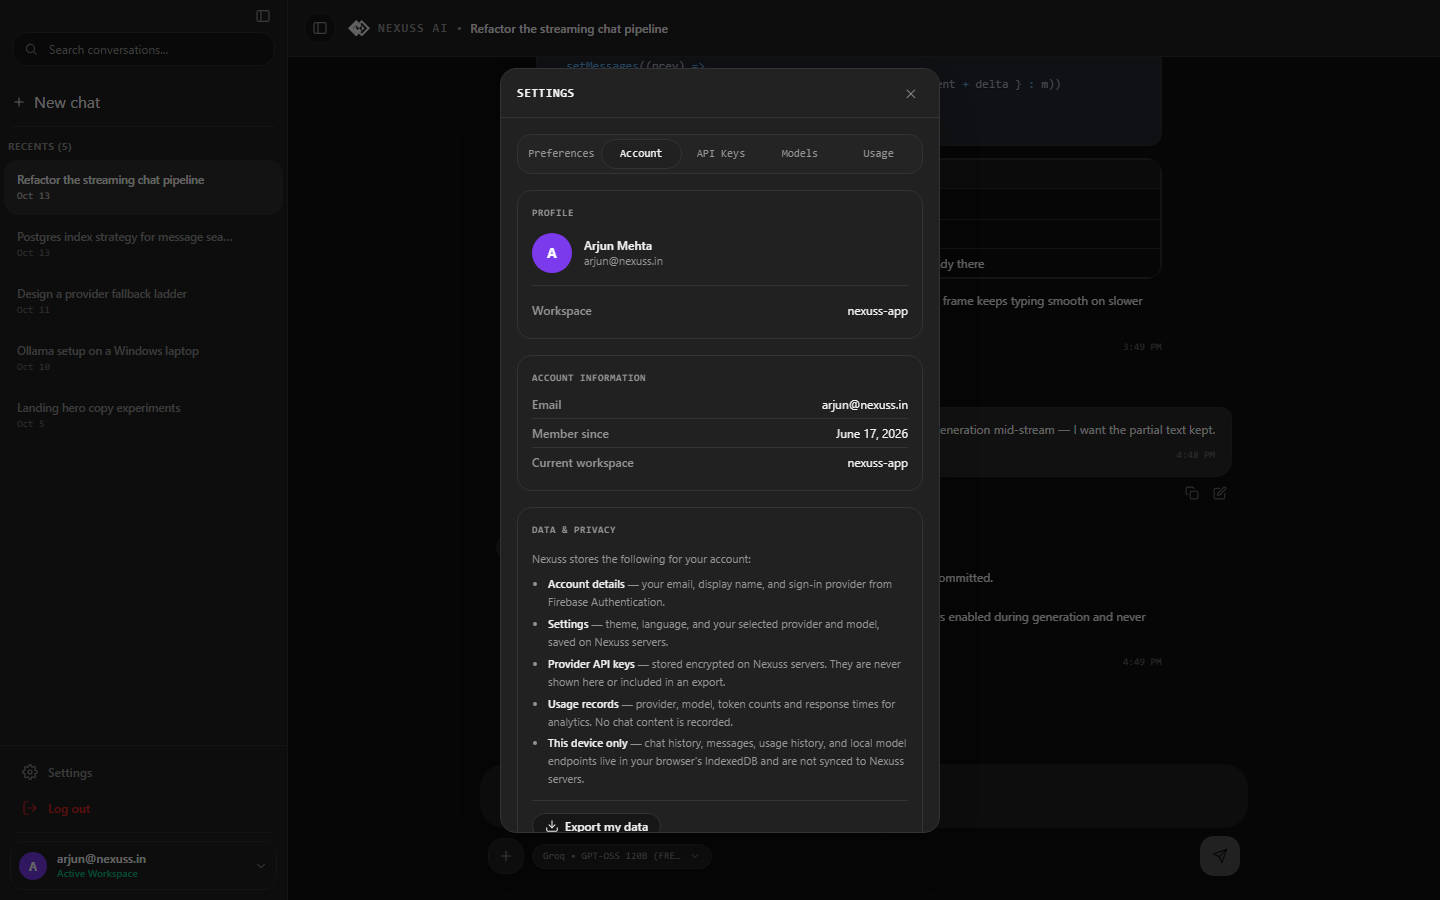 Search conversations...
New chat
RECENTS (5)
Refactor the streaming chat pipeline
Oct 13
Postgres index strategy for message sea...
Oct 13
Design a provider fallback ladder
Oct 11
Ollama setup on a Windows laptop
Oct 10
Landing hero copy experiments
Oct 5
Settings
Log out
A
arjun@nexuss.in
Active Workspace
NEXUSS AI • Refactor the streaming chat pipeline
setMessages((prev) =>
ent + delta } : m))
dy there
frame keeps typing smooth on slower
3:49 PM
eneration mid-stream — I want the partial text kept.
4:48 PM
ommitted.
s enabled during generation and never
4:49 PM
SETTINGS
Preferences Account API Keys Models Usage
PROFILE
A
Arjun Mehta
arjun@nexuss.in
Workspace nexuss-app
ACCOUNT INFORMATION
Email arjun@nexuss.in
Member since June 17, 2026
Current workspace nexuss-app
DATA & PRIVACY
Nexuss stores the following for your account:
• Account details — your email, display name, and sign-in provider from
Firebase Authentication.
• Settings — theme, language, and your selected provider and model,
saved on Nexuss servers.
• Provider API keys — stored encrypted on Nexuss servers. They are never
shown here or included in an export.
• Usage records — provider, model, token counts and response times for
analytics. No chat content is recorded.
• This device only — chat history, messages, usage history, and local model
endpoints live in your browser's IndexedDB and are not synced to Nexuss
servers.
Export my data
Groq • GPT-OSS 120B (FRE...